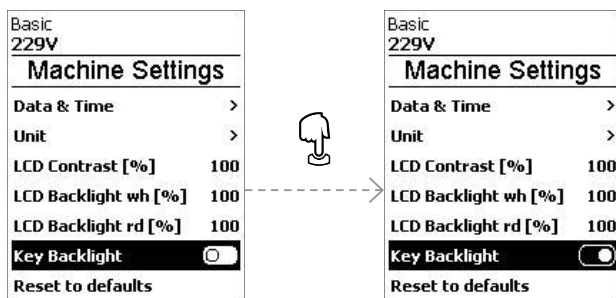 Basic
229V
Machine Settings
Data & Time >
Unit >
LCD Contrast [%] 100
LCD Backlight wh [%] 100
LCD Backlight rd [%] 100
Key Backlight
Reset to defaults
Basic
229V
Machine Settings
Data & Time >
Unit >
LCD Contrast [%] 100
LCD Backlight wh [%] 100
LCD Backlight rd [%] 100
Key Backlight
Reset to defaults